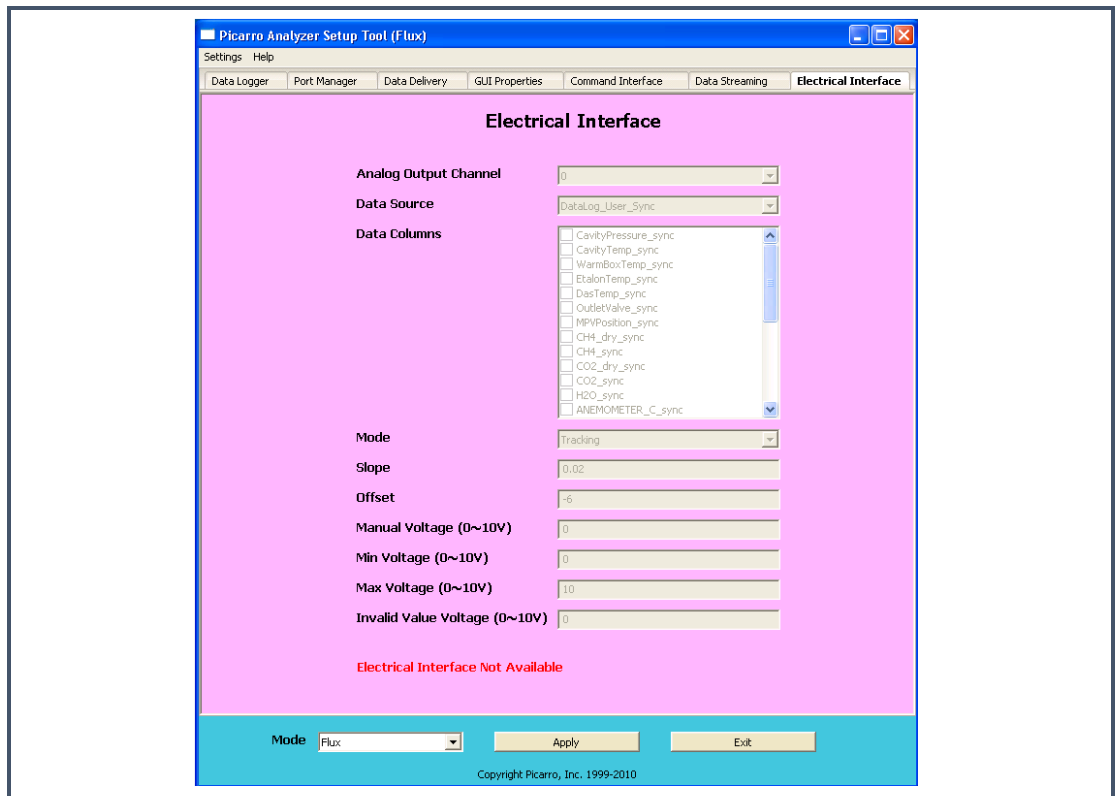 Picarro Analyzer Setup Tool (Flux)
Settings Help
Data Logger Port Manager Data Delivery GUI Properties Command Interface Data Streaming Electrical Interface
Electrical Interface
Analog Output Channel 0
Data Source DataLog_User_Sync
Data Columns CavityPressure_sync
CavityTemp_sync
WarmBoxTemp_sync
EtalonTemp_sync
DasTemp_sync
OutletValve_sync
MPVPosition_sync
CH4_dry_sync
CH4_sync
CO2_dry_sync
CO2_sync
H2O_sync
ANEMOMETER_C_sync
Mode Tracking
Slope 0.02
Offset -6
Manual Voltage (0~10V) 0
Min Voltage (0~10V) 0
Max Voltage (0~10V) 10
Invalid Value Voltage (0~10V) 0
Electrical Interface Not Available
Mode Flux Apply Exit
Copyright Picarro, Inc. 1999-2010